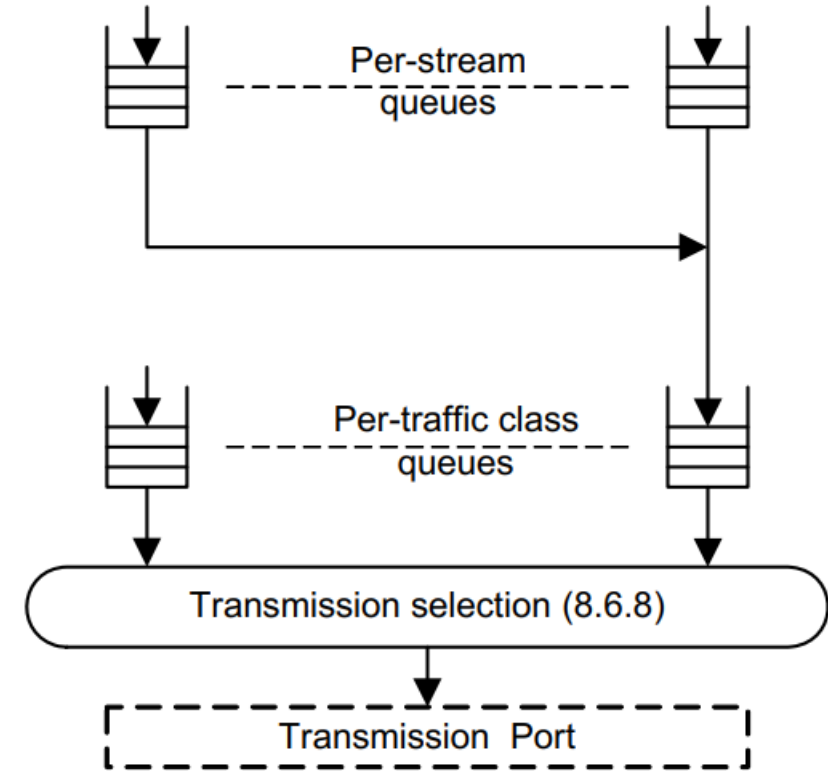 Per-stream
queues
Per-traffic class
queues
Transmission selection (8.6.8)
Transmission Port